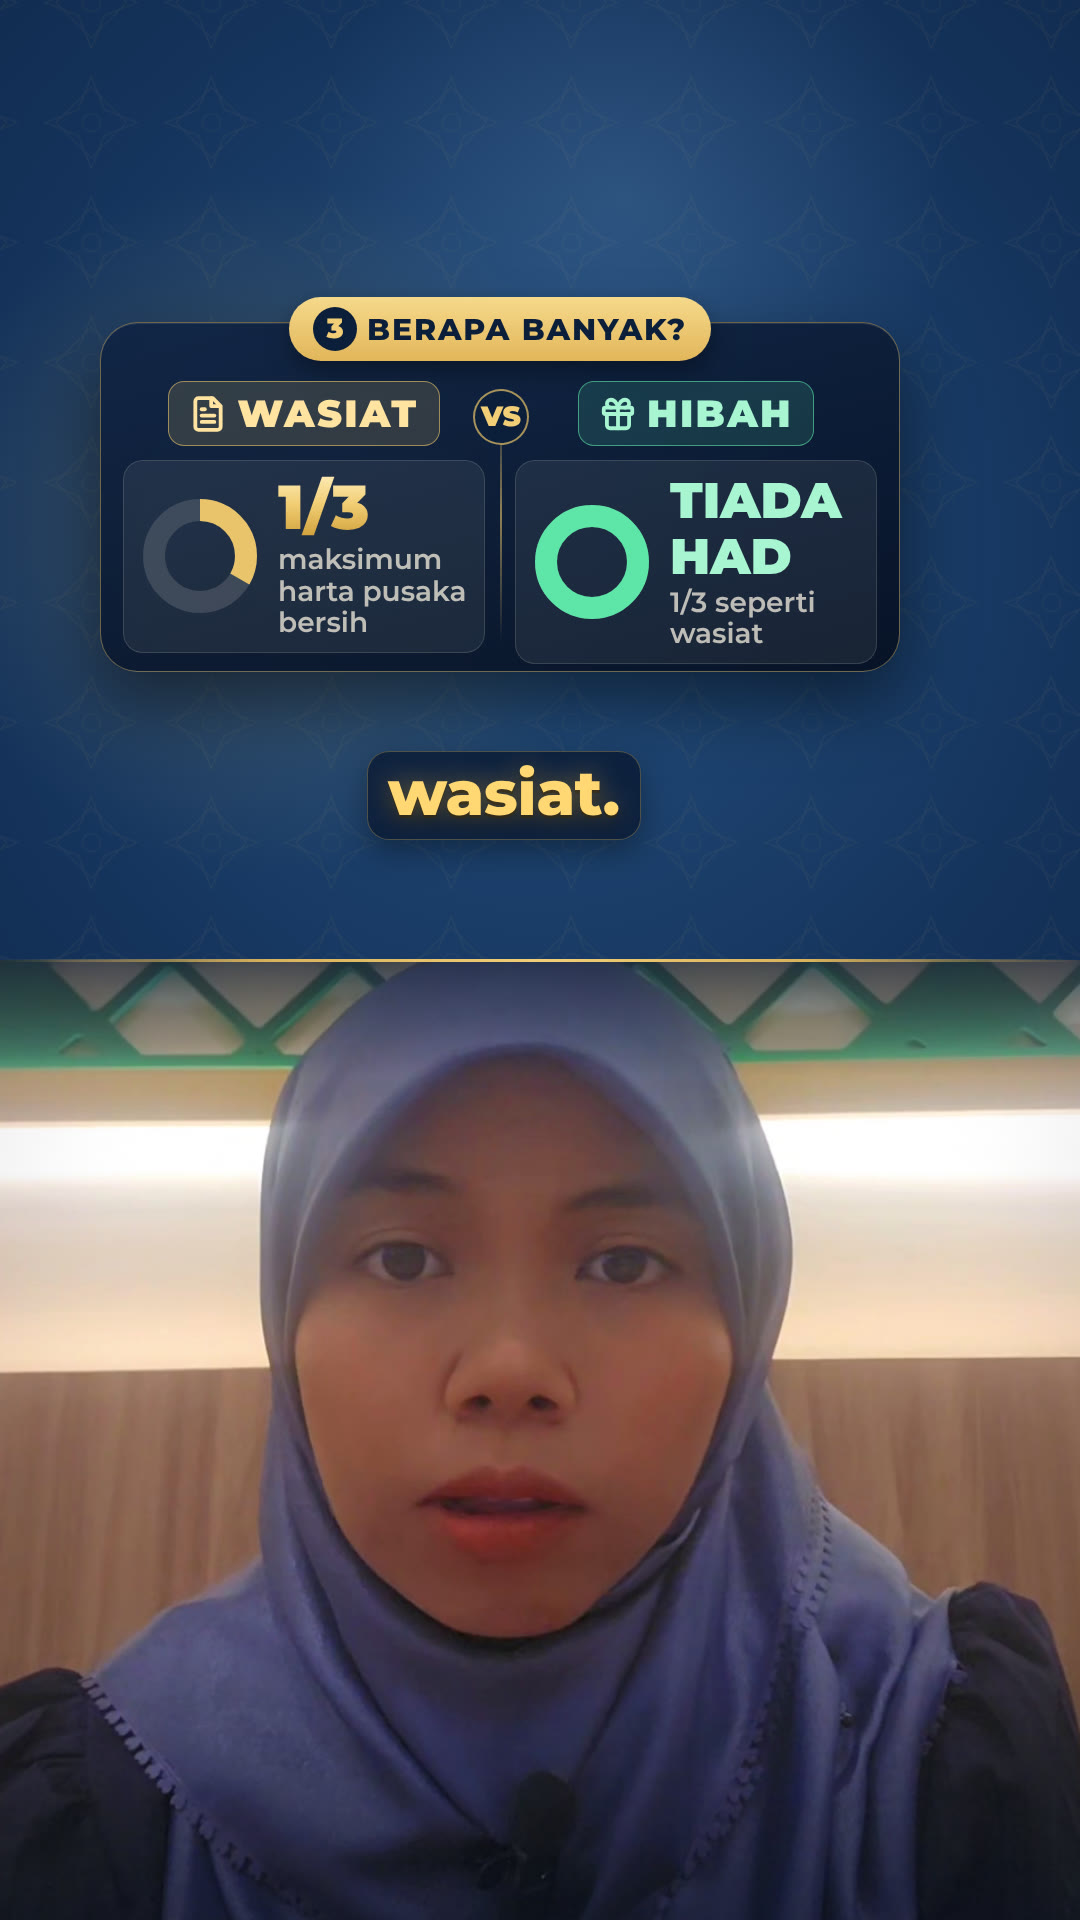 3 BERAPA BANYAK?
WASIAT
VS
HIBAH
1/3
maksimum
harta pusaka
bersih
TIADA
HAD
1/3 seperti
wasiat
wasiat.